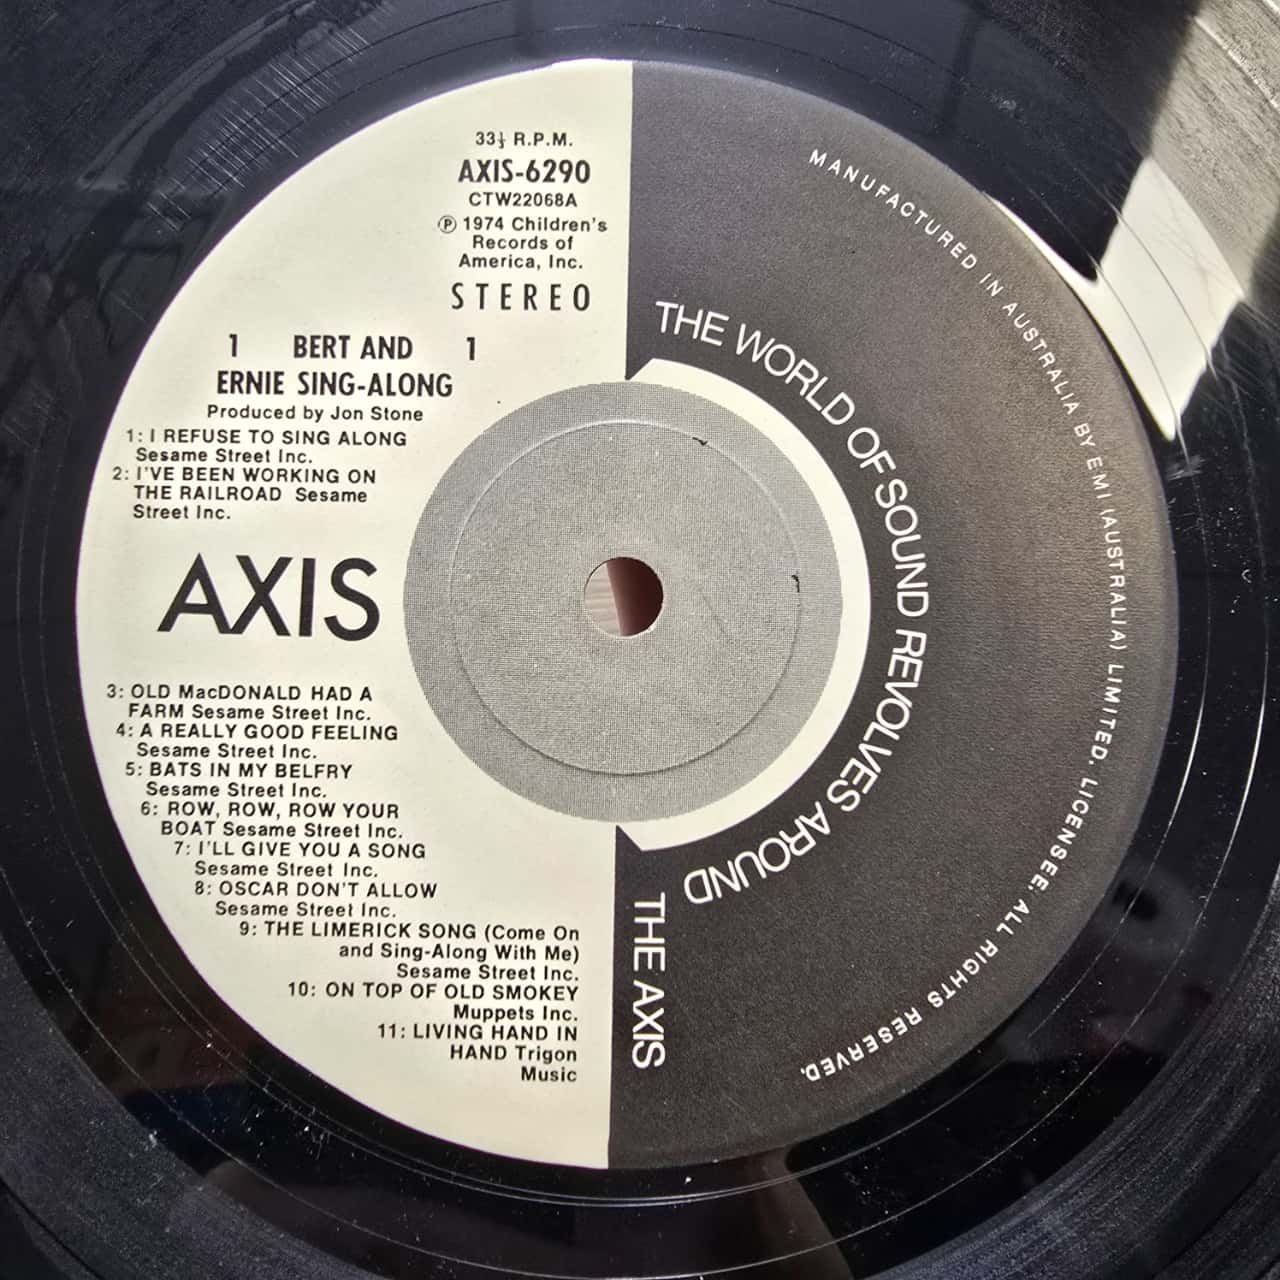 33⅓ R.P.M.
AXIS-6290
CTW22068A
℗ 1974 Children's
Records of
America, Inc.
STEREO
1 BERT AND 1
ERNIE SING-ALONG
Produced by Jon Stone
1: I REFUSE TO SING ALONG
Sesame Street Inc.
2: I'VE BEEN WORKING ON
THE RAILROAD Sesame
Street Inc.
AXIS
3: OLD MacDONALD HAD A
FARM Sesame Street Inc.
4: A REALLY GOOD FEELING
Sesame Street Inc.
5: BATS IN MY BELFRY
Sesame Street Inc.
6: ROW, ROW, ROW YOUR
BOAT Sesame Street Inc.
7: I'LL GIVE YOU A SONG
Sesame Street Inc.
8: OSCAR DON'T ALLOW
Sesame Street Inc.
9: THE LIMERICK SONG (Come On
and Sing-Along With Me)
Sesame Street Inc.
10: ON TOP OF OLD SMOKEY
Muppets Inc.
11: LIVING HAND IN
HAND Trigon
Music
THE WORLD OF SOUND REVOLVES AROUND
THE AXIS
MANUFACTURED IN AUSTRALIA BY EMI (AUSTRALIA) LIMITED. LICENSEE. ALL RIGHTS RESERVED.